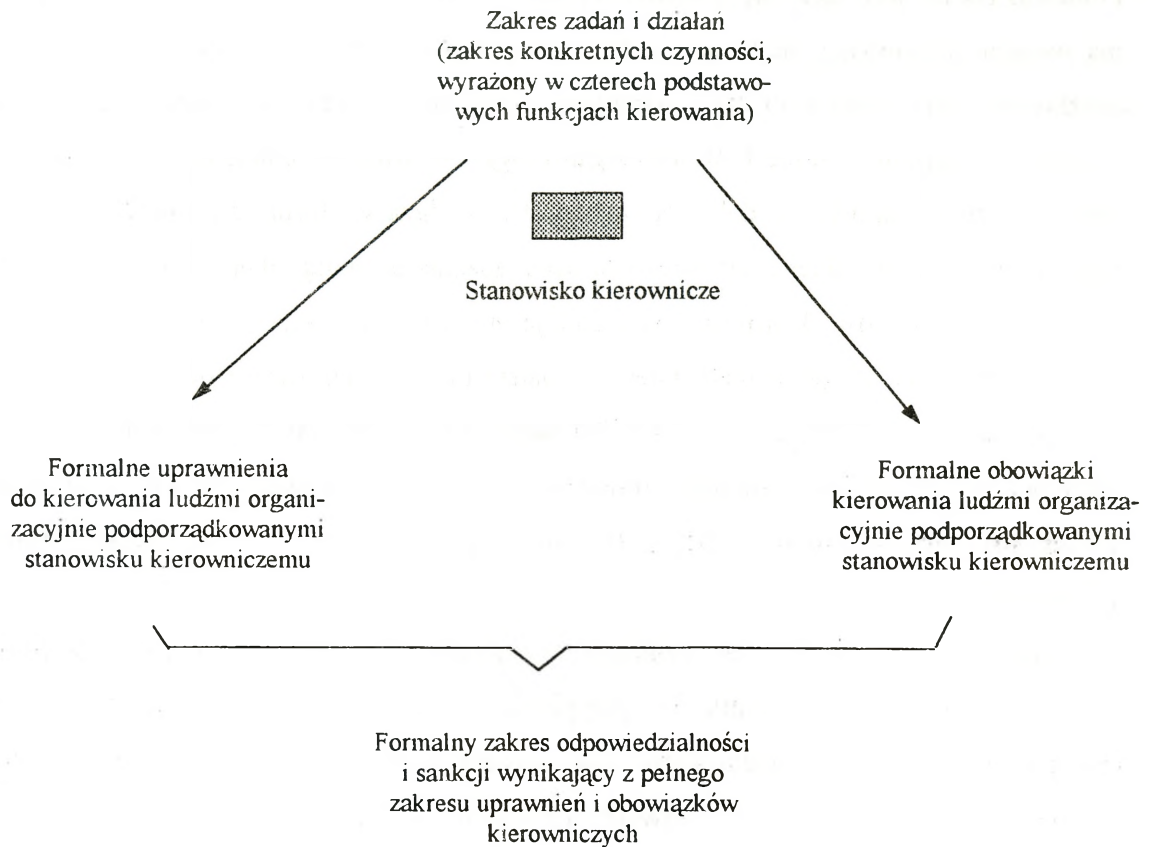 Zakres zadań i działań
(zakres konkretnych czynności,
wyrażony w czterech podstawo-
wych funkcjach kierowania)
Stanowisko kierownicze
Formalne uprawnienia
do kierowania ludźmi organi-
zacyjnie podporządkowanymi
stanowisku kierowniczemu
Formalne obowiązki
kierowania ludźmi organiza-
cyjnie podporządkowanymi
stanowisku kierowniczemu
Formalny zakres odpowiedzialności
i sankcji wynikający z pełnego
zakresu uprawnień i obowiązków
kierowniczych